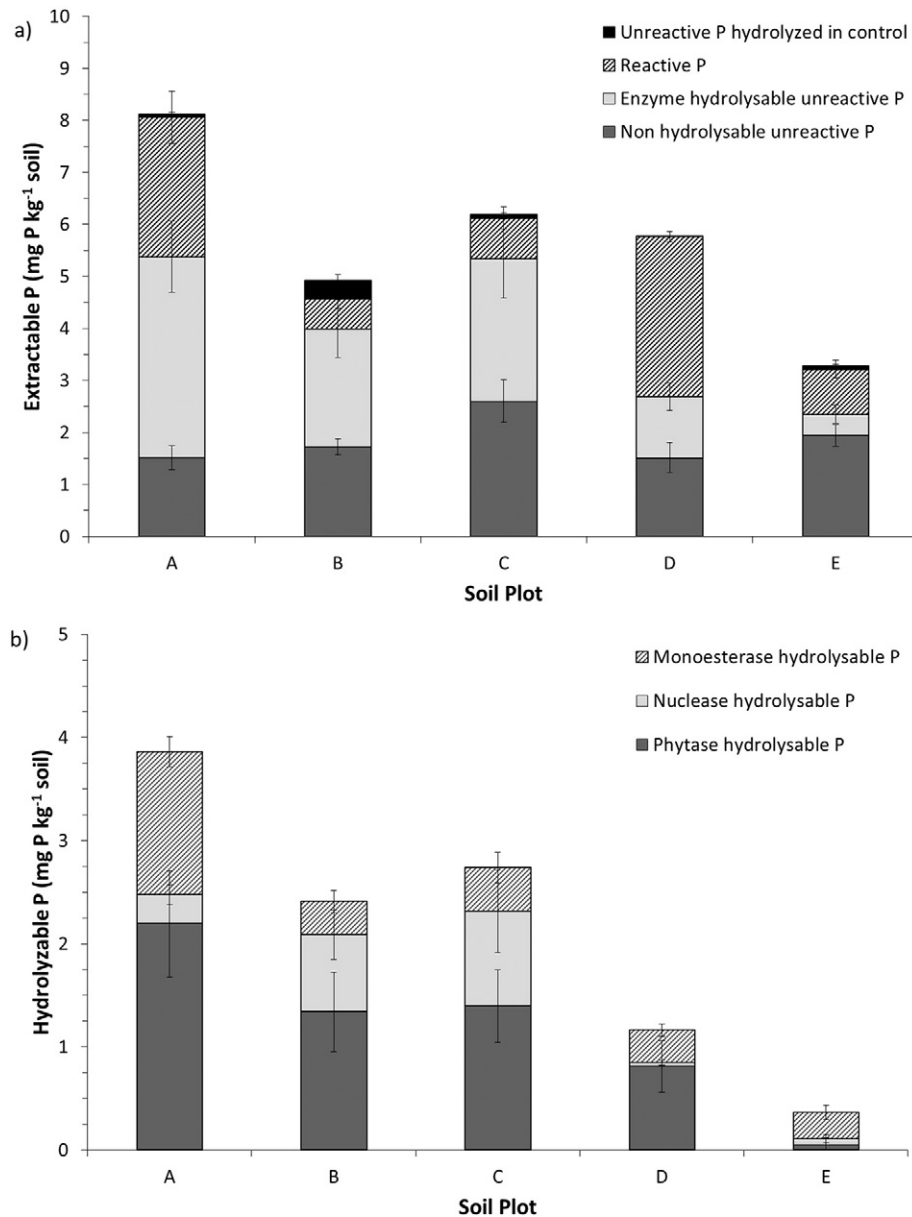 a)
Extractable P (mg P kg⁻¹ soil)
10
9
8
7
6
5
4
3
2
1
0
Unreactive P hydrolyzed in control
Reactive P
Enzyme hydrolysable unreactive P
Non hydrolysable unreactive P
A B C D E
Soil Plot
b)
Hydrolyzable P (mg P kg⁻¹ soil)
5
4
3
2
1
0
Monoesterase hydrolysable P
Nuclease hydrolysable P
Phytase hydrolysable P
A B C D E
Soil Plot